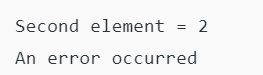 Second element = 2
An error occurred